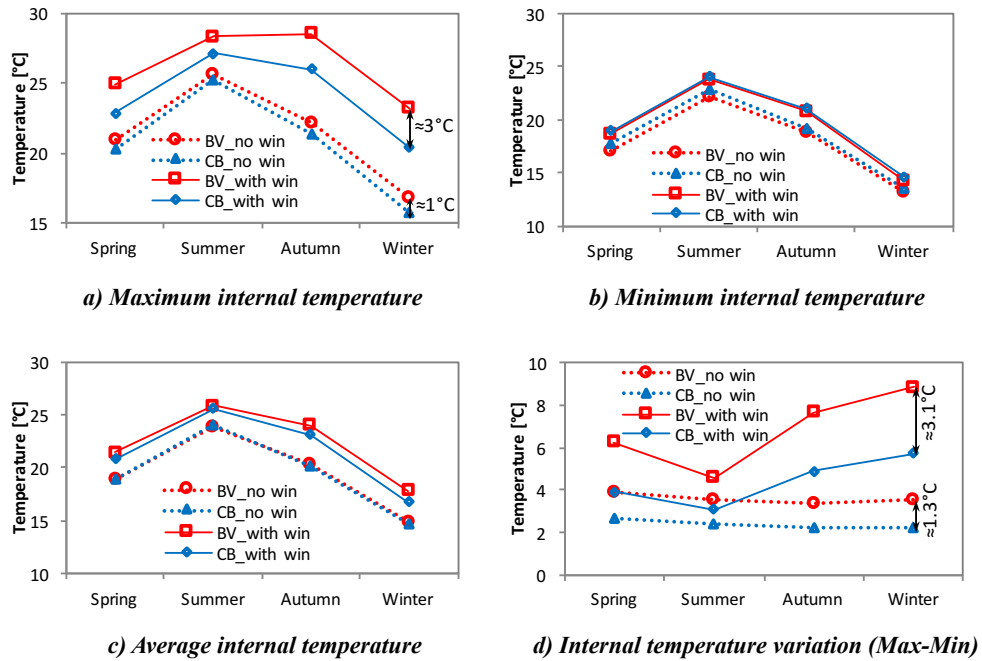 30
25
20
15
Temperature [°C]
BV_no win
CB_no win
BV_with win
CB_with win
≈3°C
≈1°C
Spring Summer Autumn Winter
a) Maximum internal temperature
30
25
20
15
10
Temperature [°C]
BV_no win
CB_no win
BV_with win
CB_with win
Spring Summer Autumn Winter
b) Minimum internal temperature
30
25
20
15
10
Temperature [°C]
BV_no win
CB_no win
BV_with win
CB_with win
Spring Summer Autumn Winter
c) Average internal temperature
10
8
6
4
2
0
Temperature [°C]
BV_no win
CB_no win
BV_with win
CB_with win
≈3.1°C
≈1.3°C
Spring Summer Autumn Winter
d) Internal temperature variation (Max-Min)